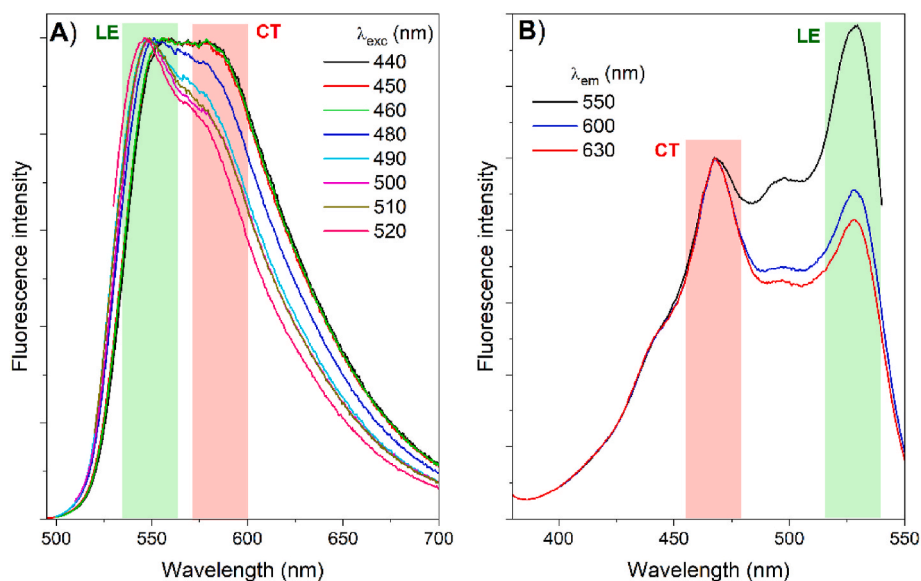 A)
LE
CT
λexc (nm)
440
450
460
480
490
500
510
520
Fluorescence intensity
500
550
600
650
700
Wavelength (nm)
B)
LE
λem (nm)
550
600
630
CT
Fluorescence intensity
400
450
500
550
Wavelength (nm)